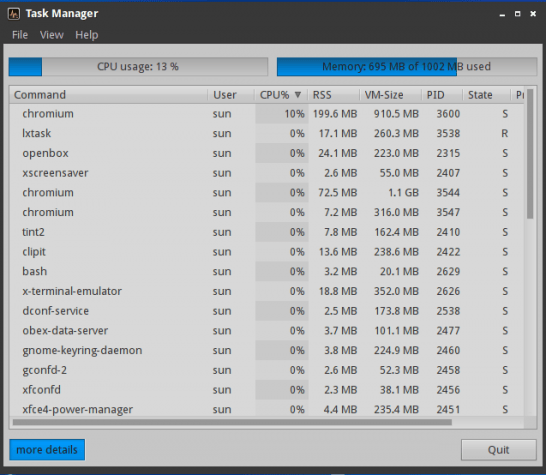 Task Manager
File View Help
CPU usage: 13 % Memory: 695 MB of 1002 MB used
Command User CPU% ▼ RSS VM-Size PID State Pr
chromium sun 10% 199.6 MB 910.5 MB 3600 S
lxtask sun 0% 17.1 MB 260.3 MB 3538 R
openbox sun 0% 24.1 MB 223.0 MB 2315 S
xscreensaver sun 0% 2.6 MB 55.0 MB 2407 S
chromium sun 0% 72.5 MB 1.1 GB 3544 S
chromium sun 0% 7.2 MB 316.0 MB 3547 S
tint2 sun 0% 7.8 MB 162.4 MB 2410 S
clipit sun 0% 13.6 MB 238.6 MB 2422 S
bash sun 0% 3.2 MB 20.1 MB 2629 S
x-terminal-emulator sun 0% 18.8 MB 352.0 MB 2626 S
dconf-service sun 0% 2.5 MB 173.8 MB 2538 S
obex-data-server sun 0% 3.7 MB 101.1 MB 2477 S
gnome-keyring-daemon sun 0% 3.8 MB 224.9 MB 2460 S
gconfd-2 sun 0% 2.6 MB 52.3 MB 2458 S
xfconfd sun 0% 2.3 MB 38.1 MB 2456 S
xfce4-power-manager sun 0% 4.4 MB 235.4 MB 2451 S
more details Quit